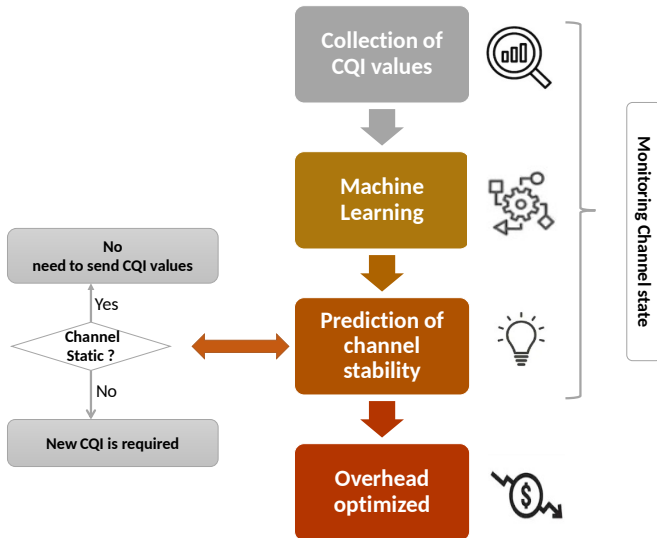 Collection of
CQI values
Machine
Learning
Prediction of
channel
stability
Overhead
optimized
Monitoring Channel state
No
need to send CQI values
Yes
Channel
Static ?
No
New CQI is required
$